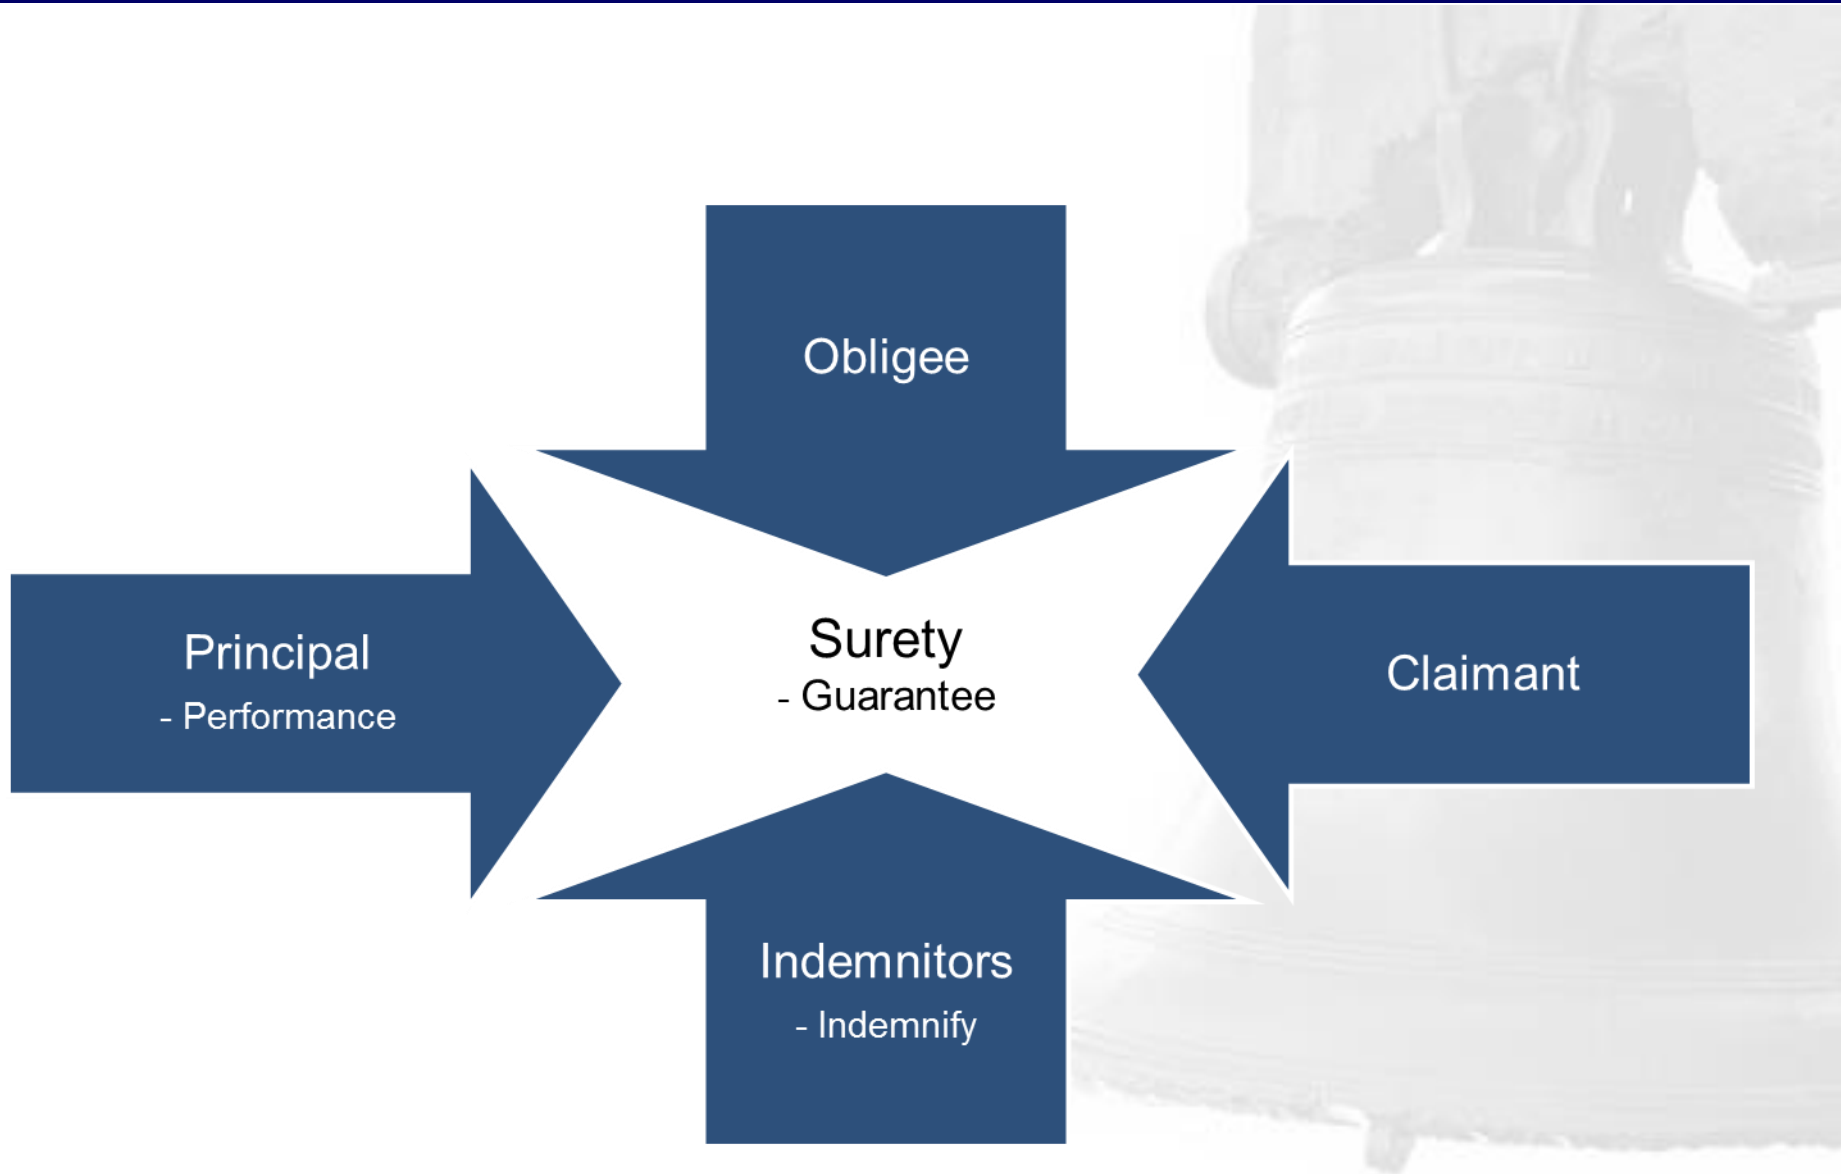 Obligee
Principal
- Performance
Surety
- Guarantee
Claimant
Indemnitors
- Indemnify